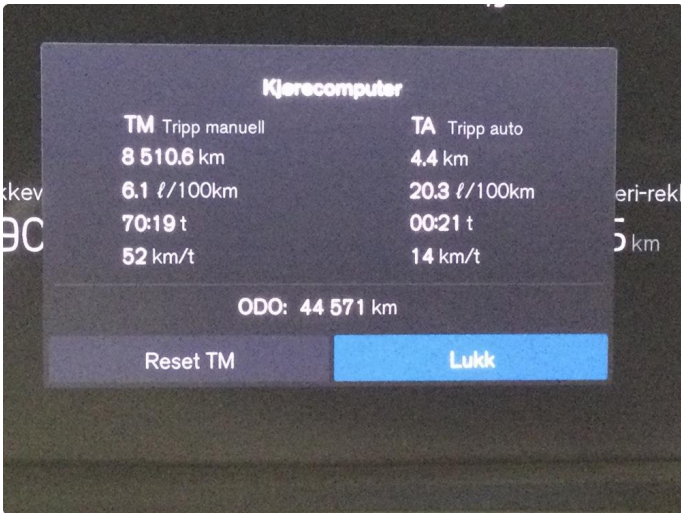 Kjørecomputer
TM Tripp manuell
8 510.6 km
6.1 ℓ/100km
70:19 t
52 km/t
TA Tripp auto
4.4 km
20.3 ℓ/100km
00:21 t
14 km/t
ODO: 44 571 km
Reset TM
Lukk
km